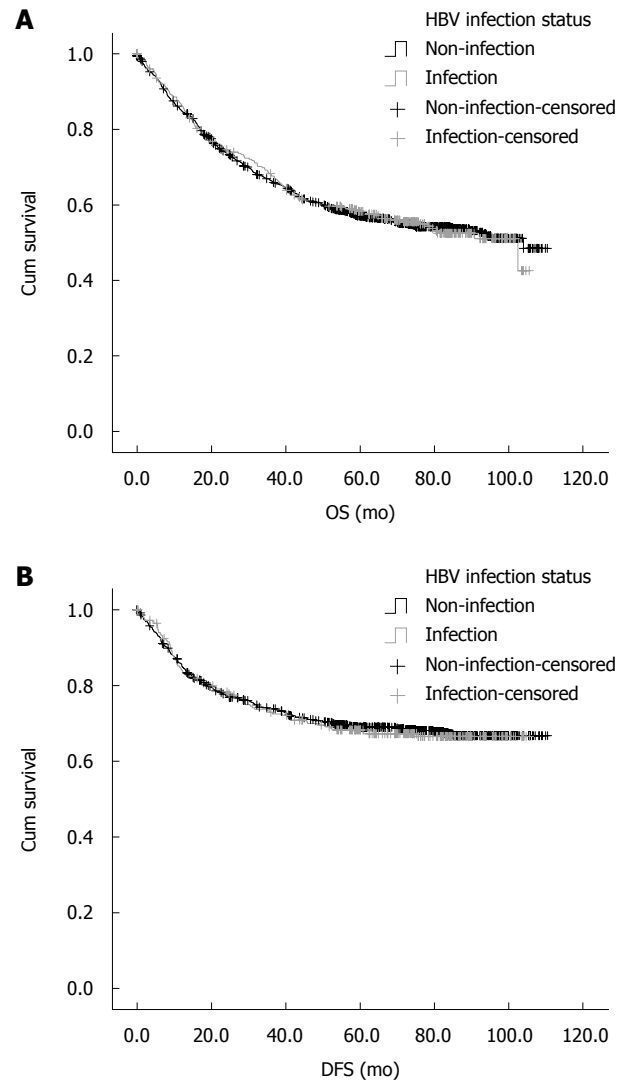 A
HBV infection status
Non-infection
Infection
Non-infection-censored
Infection-censored
1.0
0.8
0.6
0.4
0.2
0.0
Cum survival
0.0 20.0 40.0 60.0 80.0 100.0 120.0
OS (mo)
B
HBV infection status
Non-infection
Infection
Non-infection-censored
Infection-censored
1.0
0.8
0.6
0.4
0.2
0.0
Cum survival
0.0 20.0 40.0 60.0 80.0 100.0 120.0
DFS (mo)